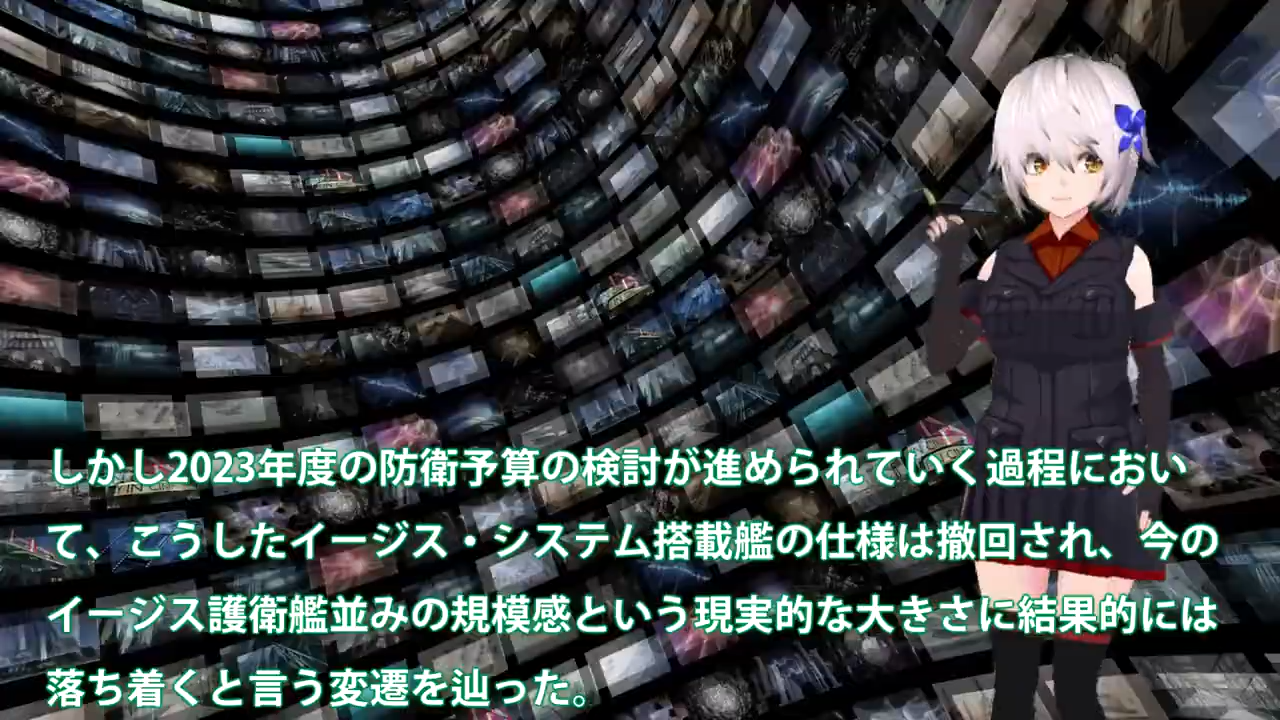 しかし2023年度の防衛予算の検討が進められていく過程におい
て、こうしたイージス・システム搭載艦の仕様は撤回され、今の
イージス護衛艦並みの規模感という現実的な大きさに結果的には
落ち着くと言う変遷を辿った。